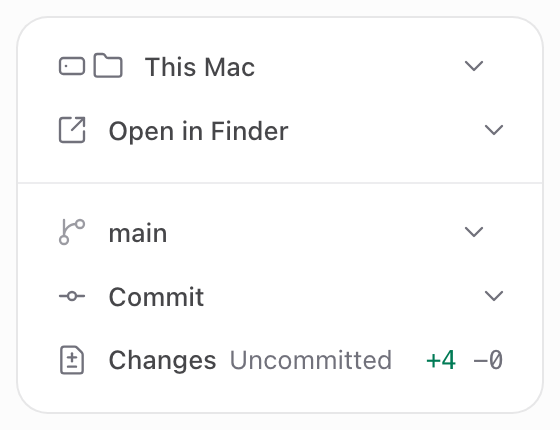 This Mac
Open in Finder
main
Commit
Changes Uncommitted +4 −0